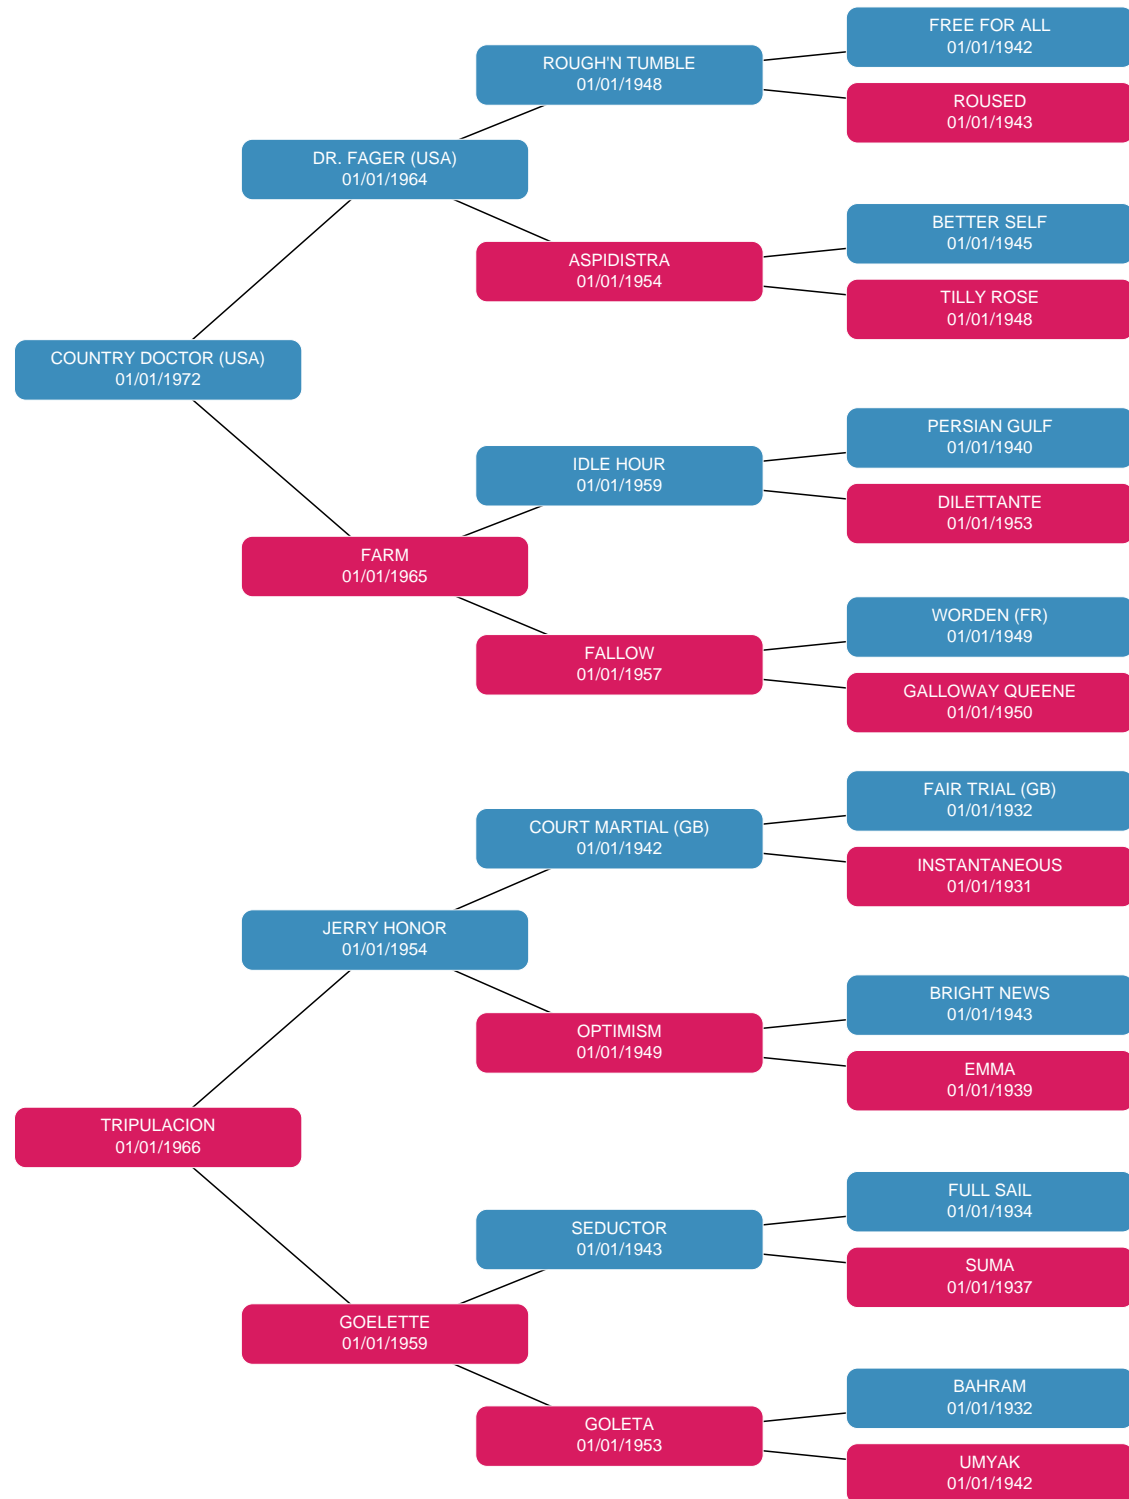 FREE FOR ALL
01/01/1942
ROUGH'N TUMBLE
01/01/1948
ROUSED
01/01/1943
DR. FAGER (USA)
01/01/1964
BETTER SELF
01/01/1945
ASPIDISTRA
01/01/1954
TILLY ROSE
01/01/1948
COUNTRY DOCTOR (USA)
01/01/1972
PERSIAN GULF
01/01/1940
IDLE HOUR
01/01/1959
DILETTANTE
01/01/1953
FARM
01/01/1965
WORDEN (FR)
01/01/1949
FALLOW
01/01/1957
GALLOWAY QUEENE
01/01/1950
FAIR TRIAL (GB)
01/01/1932
COURT MARTIAL (GB)
01/01/1942
INSTANTANEOUS
01/01/1931
JERRY HONOR
01/01/1954
BRIGHT NEWS
01/01/1943
OPTIMISM
01/01/1949
EMMA
01/01/1939
TRIPULACION
01/01/1966
FULL SAIL
01/01/1934
SEDUCTOR
01/01/1943
SUMA
01/01/1937
GOELETTE
01/01/1959
BAHRAM
01/01/1932
GOLETA
01/01/1953
UMYAK
01/01/1942